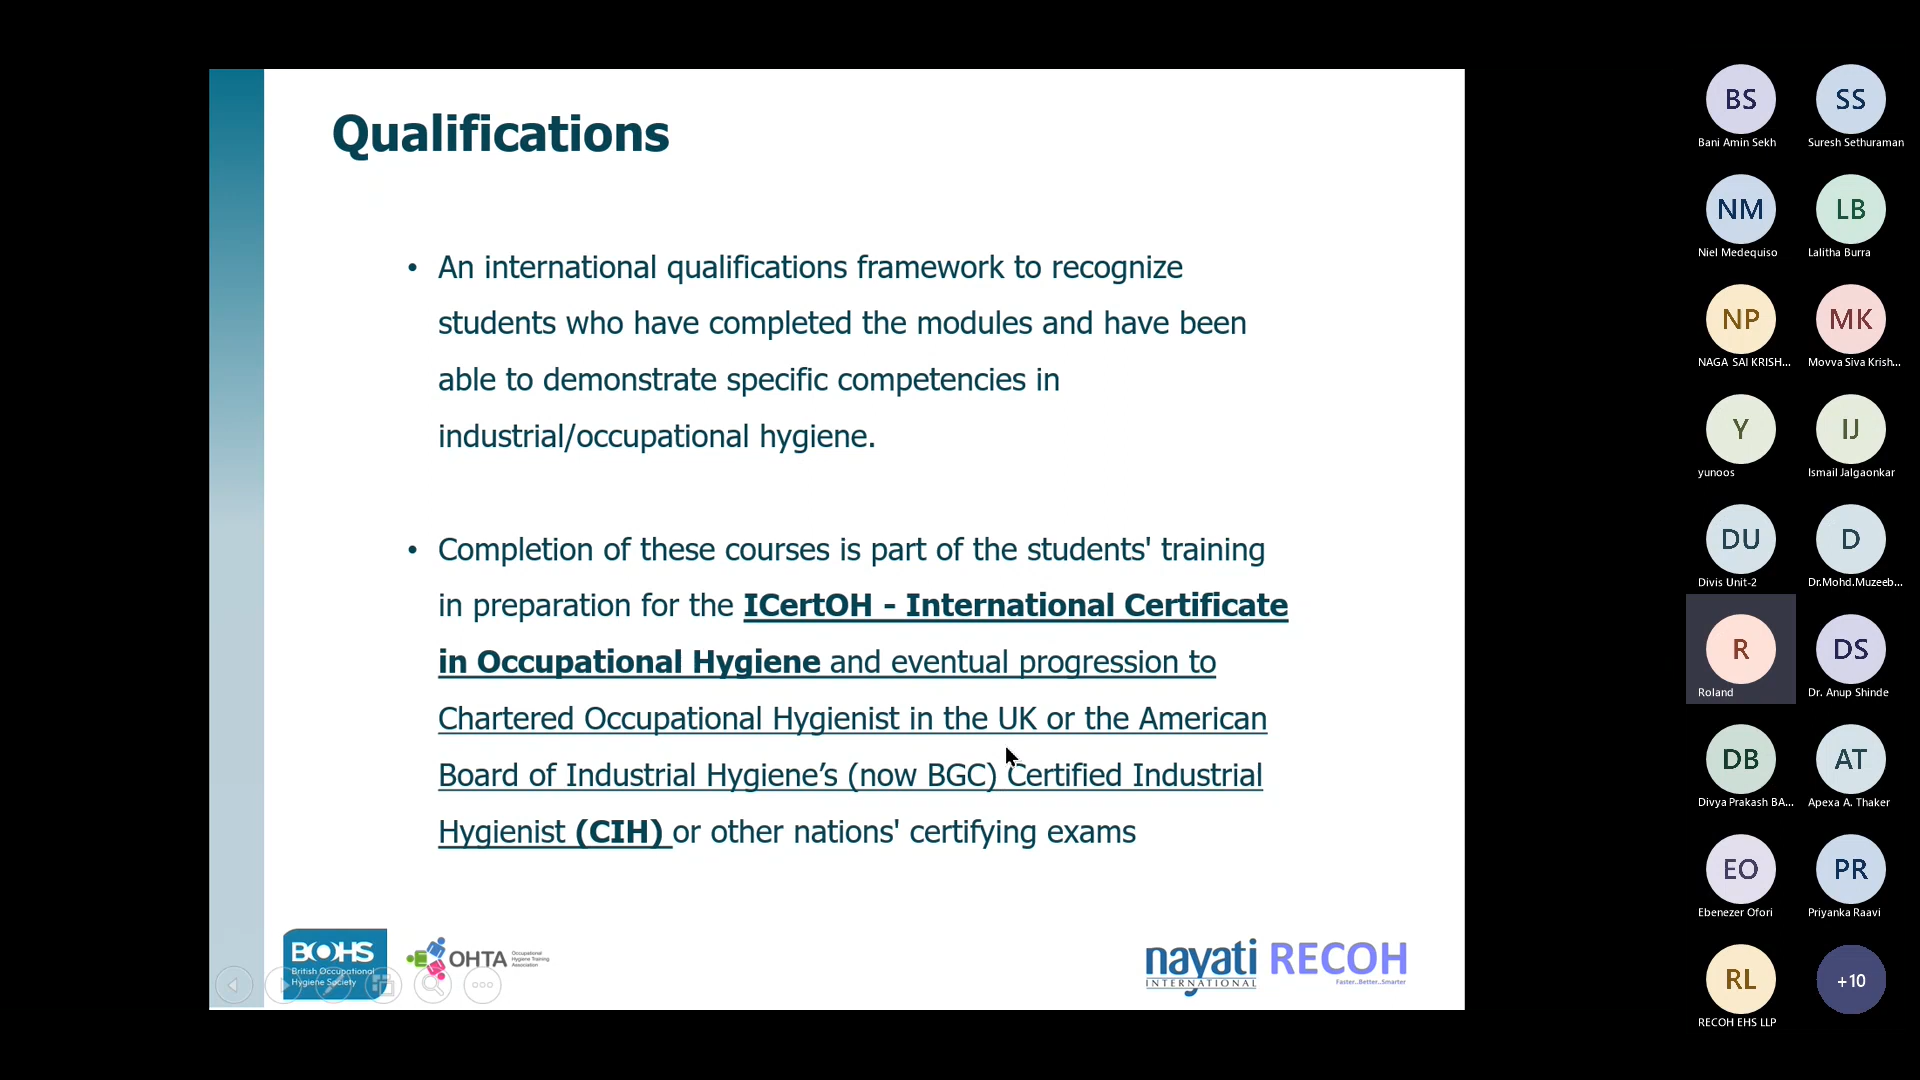 Qualifications
• An international qualifications framework to recognize
students who have completed the modules and have been
able to demonstrate specific competencies in
industrial/occupational hygiene.
• Completion of these courses is part of the students' training
in preparation for the ICertOH - International Certificate
in Occupational Hygiene and eventual progression to
Chartered Occupational Hygienist in the UK or the American
Board of Industrial Hygiene’s (now BGC) Certified Industrial
Hygienist (CIH) or other nations' certifying exams
BOHS
British Occupational
Hygiene Society
OHTA
Occupational
Hygiene Training
Association
nayati
INTERNATIONAL
RECOH
Faster..Better..Smarter
BS
SS
Bani Amin Sekh
Suresh Sethuraman
NM
LB
Niel Medequiso
Lalitha Burra
NP
MK
NAGA SAI KRISH...
Movva Siva Krish...
Y
IJ
yunoos
Ismail Jalgaonkar
DU
D
Divis Unit-2
Dr.Mohd.Muzeeb...
R
DS
Roland
Dr. Anup Shinde
DB
AT
Divya Prakash BA...
Apexa A. Thaker
EO
PR
Ebenezer Ofori
Priyanka Raavi
RL
+10
RECOH EHS LLP